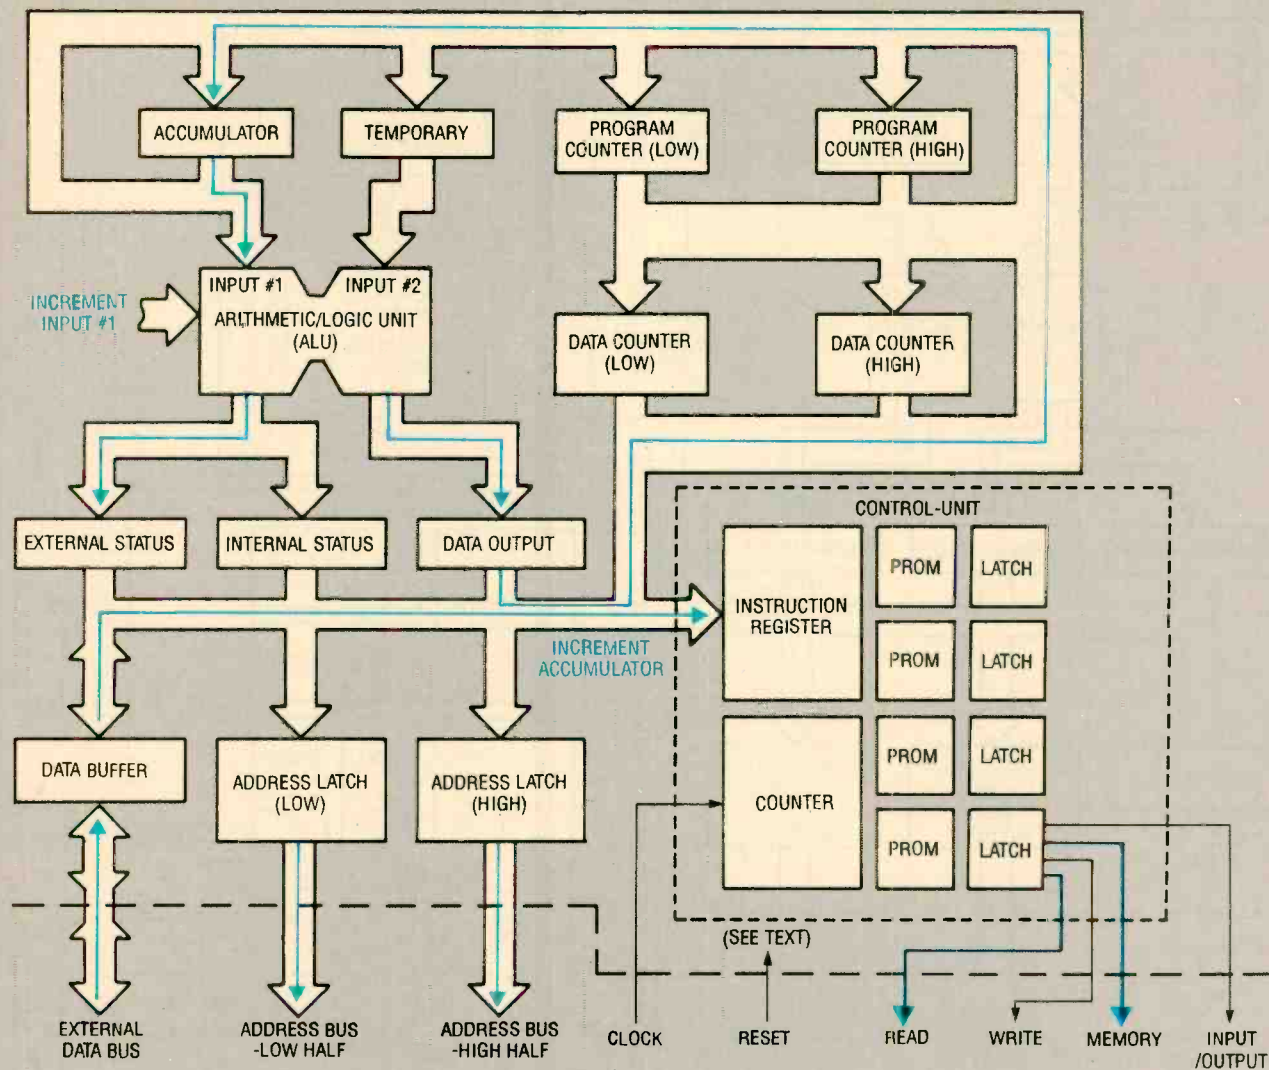 ACCUMULATOR
TEMPORARY
PROGRAM
COUNTER (LOW)
PROGRAM
COUNTER (HIGH)
INCREMENT
INPUT #1
INPUT #1
INPUT #2
ARITHMETIC/LOGIC UNIT
(ALU)
DATA COUNTER
(LOW)
DATA COUNTER
(HIGH)
EXTERNAL STATUS
INTERNAL STATUS
DATA OUTPUT
CONTROL-UNIT
INSTRUCTION
REGISTER
PROM
LATCH
PROM
LATCH
INCREMENT
ACCUMULATOR
DATA BUFFER
ADDRESS LATCH
(LOW)
ADDRESS LATCH
(HIGH)
COUNTER
PROM
LATCH
PROM
LATCH
(SEE TEXT)
EXTERNAL
DATA BUS
ADDRESS BUS
-LOW HALF
ADDRESS BUS
-HIGH HALF
CLOCK
RESET
READ
WRITE
MEMORY
INPUT
/OUTPUT